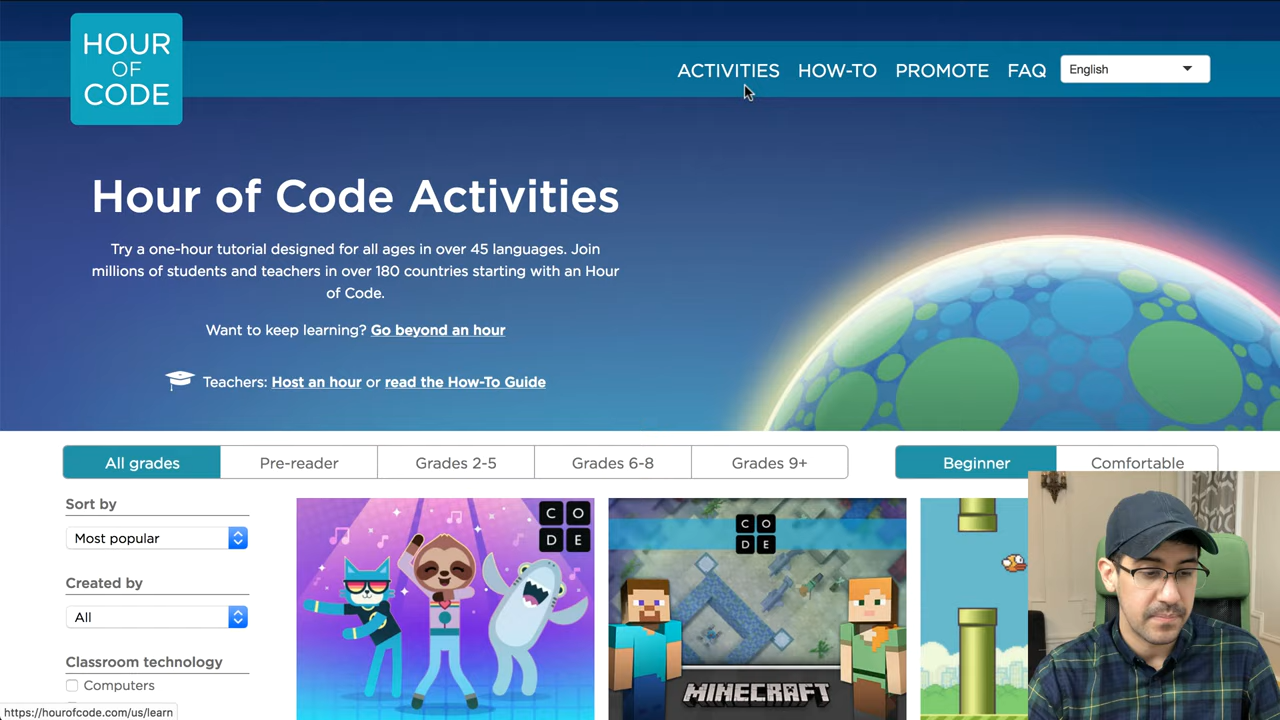 HOUR
OF
CODE
ACTIVITIES HOW-TO PROMOTE FAQ English
Hour of Code Activities
Try a one-hour tutorial designed for all ages in over 45 languages. Join
millions of students and teachers in over 180 countries starting with an Hour
of Code.
Want to keep learning? Go beyond an hour
Teachers: Host an hour or read the How-To Guide
All grades Pre-reader Grades 2-5 Grades 6-8 Grades 9+ Beginner Comfortable
Sort by
Most popular
Created by
All
Classroom technology
Computers
C O
D E
C O
D E
MINECRAFT
https://hourofcode.com/us/learn